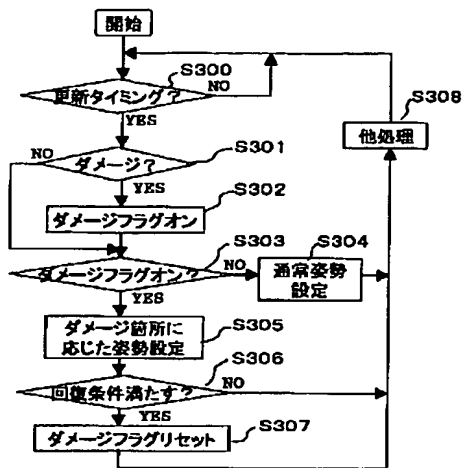 開始
S300
更新タイミング?
NO
YES
S308
他処理
NO
S301
ダメージ?
YES
S302
ダメージフラグオン
S303
ダメージフラグオン?
NO
S304
通常姿勢
設定
YES
S305
ダメージ箇所に
応じた姿勢設定
S306
回復条件満たす?
NO
YES
S307
ダメージフラグリセット